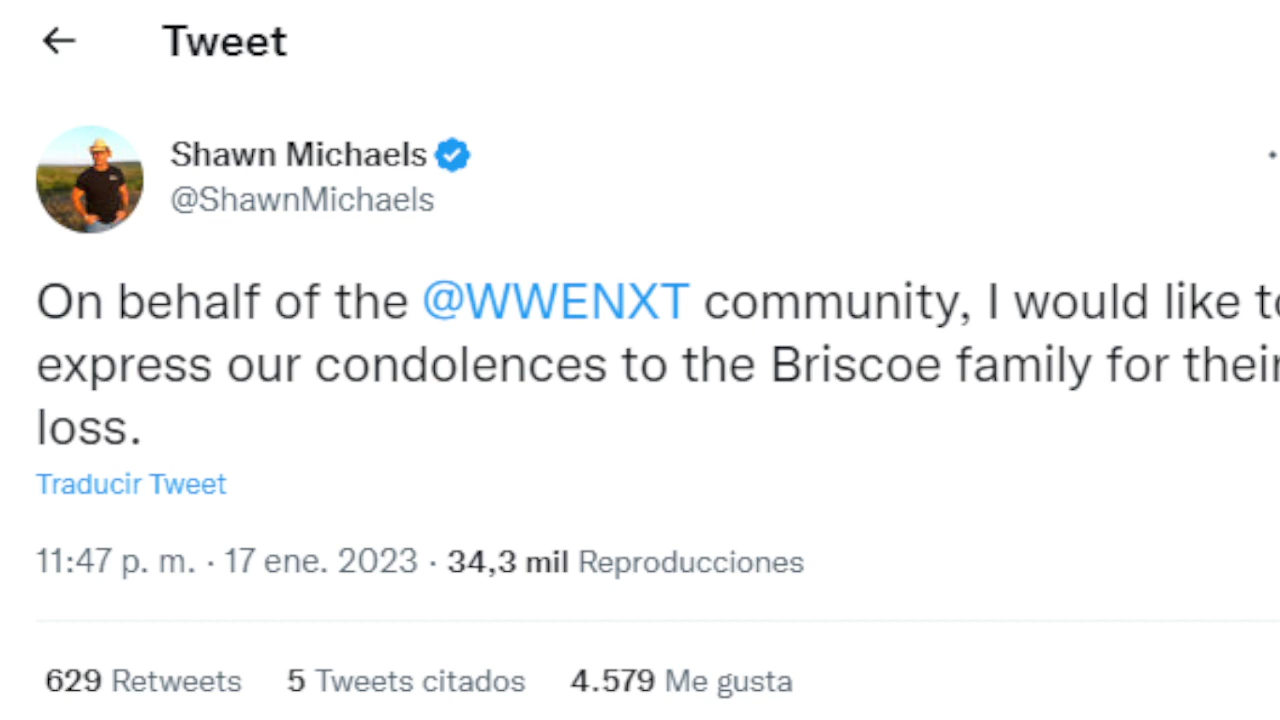 Tweet
Shawn Michaels
@ShawnMichaels
On behalf of the @WWENXT community, I would like to
express our condolences to the Briscoe family for their
loss.
Traducir Tweet
11:47 p. m. · 17 ene. 2023 · 34,3 mil Reproducciones
629 Retweets 5 Tweets citados 4.579 Me gusta